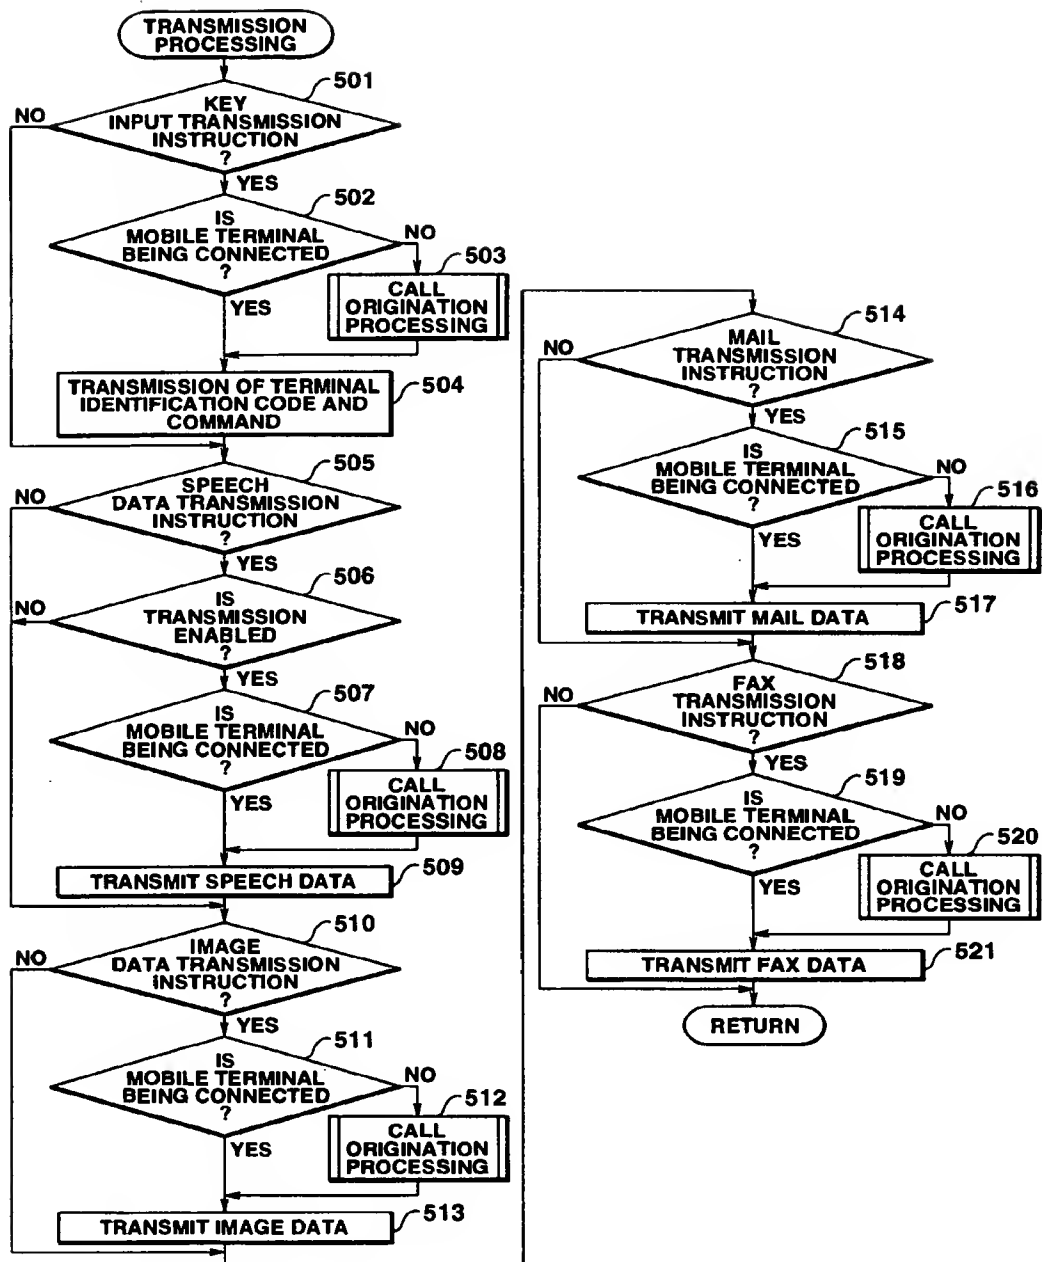 TRANSMISSION
PROCESSING
501
KEY
INPUT TRANSMISSION
INSTRUCTION
?
NO
YES
502
IS
MOBILE TERMINAL
BEING CONNECTED
?
NO
YES
503
CALL
ORIGINATION
PROCESSING
TRANSMISSION OF TERMINAL
IDENTIFICATION CODE AND
COMMAND
504
505
SPEECH
DATA TRANSMISSION
INSTRUCTION
?
NO
YES
506
IS
TRANSMISSION
ENABLED
?
NO
YES
507
IS
MOBILE TERMINAL
BEING CONNECTED
?
NO
YES
508
CALL
ORIGINATION
PROCESSING
TRANSMIT SPEECH DATA
509
510
IMAGE
DATA TRANSMISSION
INSTRUCTION
?
NO
YES
511
IS
MOBILE TERMINAL
BEING CONNECTED
?
NO
YES
512
CALL
ORIGINATION
PROCESSING
TRANSMIT IMAGE DATA
513
514
MAIL
TRANSMISSION
INSTRUCTION
?
NO
YES
515
IS
MOBILE TERMINAL
BEING CONNECTED
?
NO
YES
516
CALL
ORIGINATION
PROCESSING
TRANSMIT MAIL DATA
517
518
FAX
TRANSMISSION
INSTRUCTION
?
NO
YES
519
IS
MOBILE TERMINAL
BEING CONNECTED
?
NO
YES
520
CALL
ORIGINATION
PROCESSING
TRANSMIT FAX DATA
521
RETURN